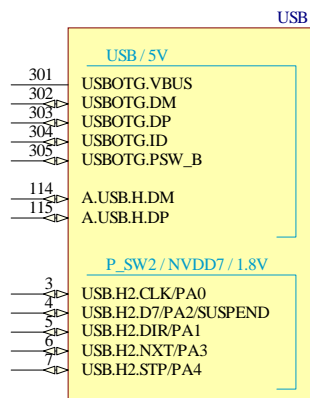 USB
USB / 5V
301 USBOTG.VBUS
302 USBOTG.DM
303 USBOTG.DP
304 USBOTG.ID
305 USBOTG.PSW_B
114 A.USB.H.DM
115 A.USB.H.DP
P_SW2 / NVDD7 / 1.8V
3 USB.H2.CLK/PA0
4 USB.H2.D7/PA2/SUSPEND
5 USB.H2.DIR/PA1
6 USB.H2.NXT/PA3
7 USB.H2.STP/PA4